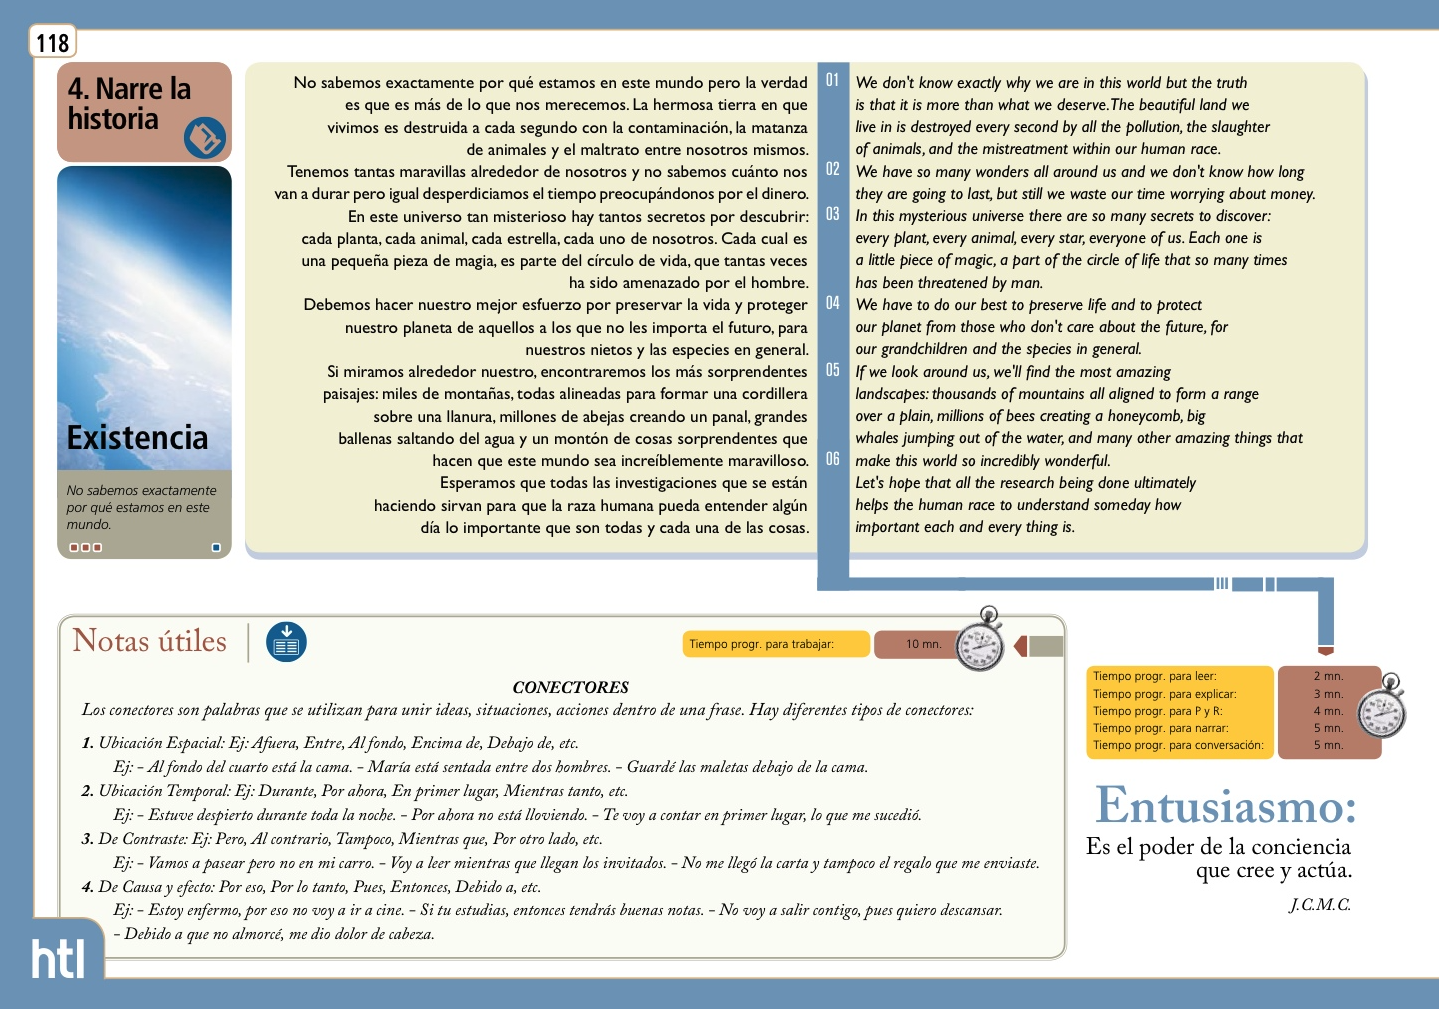 118
4. Narre la
historia
Existencia
No sabemos exactamente
por qué estamos en este
mundo.
No sabemos exactamente por qué estamos en este mundo pero la verdad
es que es más de lo que nos merecemos. La hermosa tierra en que
vivimos es destruida a cada segundo con la contaminación, la matanza
de animales y el maltrato entre nosotros mismos.
Tenemos tantas maravillas alrededor de nosotros y no sabemos cuánto nos
van a durar pero igual desperdiciamos el tiempo preocupándonos por el dinero.
En este universo tan misterioso hay tantos secretos por descubrir:
cada planta, cada animal, cada estrella, cada uno de nosotros. Cada cual es
una pequeña pieza de magia, es parte del círculo de vida, que tantas veces
ha sido amenazado por el hombre.
Debemos hacer nuestro mejor esfuerzo por preservar la vida y proteger
nuestro planeta de aquellos a los que no les importa el futuro, para
nuestros nietos y las especies en general.
Si miramos alrededor nuestro, encontraremos los más sorprendentes
paisajes: miles de montañas, todas alineadas para formar una cordillera
sobre una llanura, millones de abejas creando un panal, grandes
ballenas saltando del agua y un montón de cosas sorprendentes que
hacen que este mundo sea increíblemente maravilloso.
Esperamos que todas las investigaciones que se están
haciendo sirvan para que la raza humana pueda entender algún
día lo importante que son todas y cada una de las cosas.
01
02
03
04
05
06
We don't know exactly why we are in this world but the truth
is that it is more than what we deserve. The beautiful land we
live in is destroyed every second by all the pollution, the slaughter
of animals, and the mistreatment within our human race.
We have so many wonders all around us and we don't know how long
they are going to last, but still we waste our time worrying about money.
In this mysterious universe there are so many secrets to discover:
every plant, every animal, every star, everyone of us. Each one is
a little piece of magic, a part of the circle of life that so many times
has been threatened by man.
We have to do our best to preserve life and to protect
our planet from those who don't care about the future, for
our grandchildren and the species in general.
If we look around us, we'll find the most amazing
landscapes: thousands of mountains all aligned to form a range
over a plain, millions of bees creating a honeycomb, big
whales jumping out of the water, and many other amazing things that
make this world so incredibly wonderful.
Let's hope that all the research being done ultimately
helps the human race to understand someday how
important each and every thing is.
Notas útiles
Tiempo progr. para trabajar: 10 mn.
CONECTORES
Los conectores son palabras que se utilizan para unir ideas, situaciones, acciones dentro de una frase. Hay diferentes tipos de conectores:
1. Ubicación Espacial: Ej: Afuera, Entre, Al fondo, Encima de, Debajo de, etc.
Ej: - Al fondo del cuarto está la cama. - María está sentada entre dos hombres. - Guardé las maletas debajo de la cama.
2. Ubicación Temporal: Ej: Durante, Por ahora, En primer lugar, Mientras tanto, etc.
Ej: - Estuve despierto durante toda la noche. - Por ahora no está lloviendo. - Te voy a contar en primer lugar, lo que me sucedió.
3. De Contraste: Ej: Pero, Al contrario, Tampoco, Mientras que, Por otro lado, etc.
Ej: - Vamos a pasear pero no en mi carro. - Voy a leer mientras que llegan los invitados. - No me llegó la carta y tampoco el regalo que me enviaste.
4. De Causa y efecto: Por eso, Por lo tanto, Pues, Entonces, Debido a, etc.
Ej: - Estoy enfermo, por eso no voy a ir a cine. - Si tu estudias, entonces tendrás buenas notas. - No voy a salir contigo, pues quiero descansar.
- Debido a que no almorcé, me dio dolor de cabeza.
Tiempo progr. para leer: 2 mn.
Tiempo progr. para explicar: 3 mn.
Tiempo progr. para P y R: 4 mn.
Tiempo progr. para narrar: 5 mn.
Tiempo progr. para conversación: 5 mn.
Entusiasmo:
Es el poder de la conciencia
que cree y actúa.
J.C.M.C.
htl